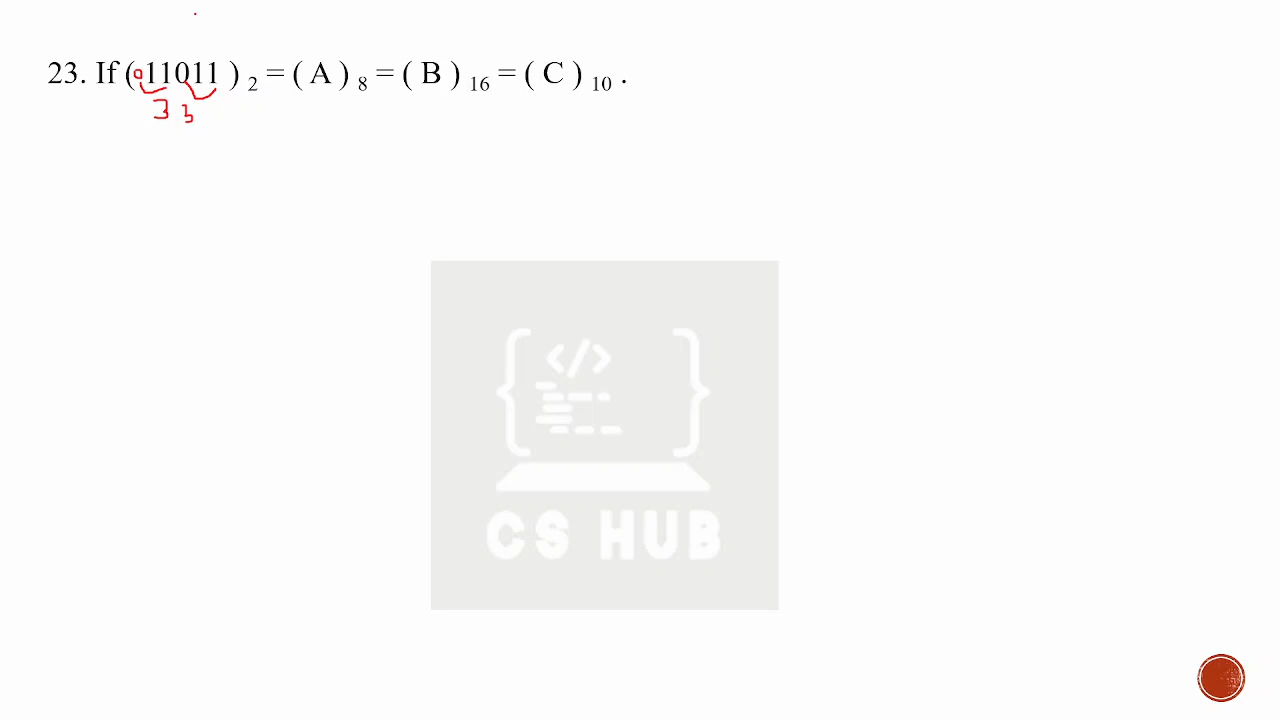 23. If (011011 ) 2 = ( A ) 8 = ( B ) 16 = ( C ) 10 .
3 3
{ </> }
CS HUB